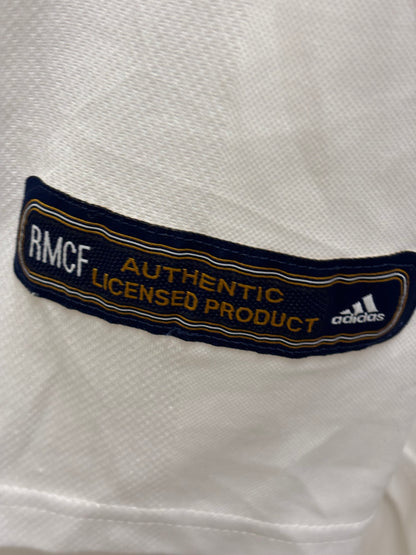 RMCF
AUTHENTIC
LICENSED PRODUCT
adidas